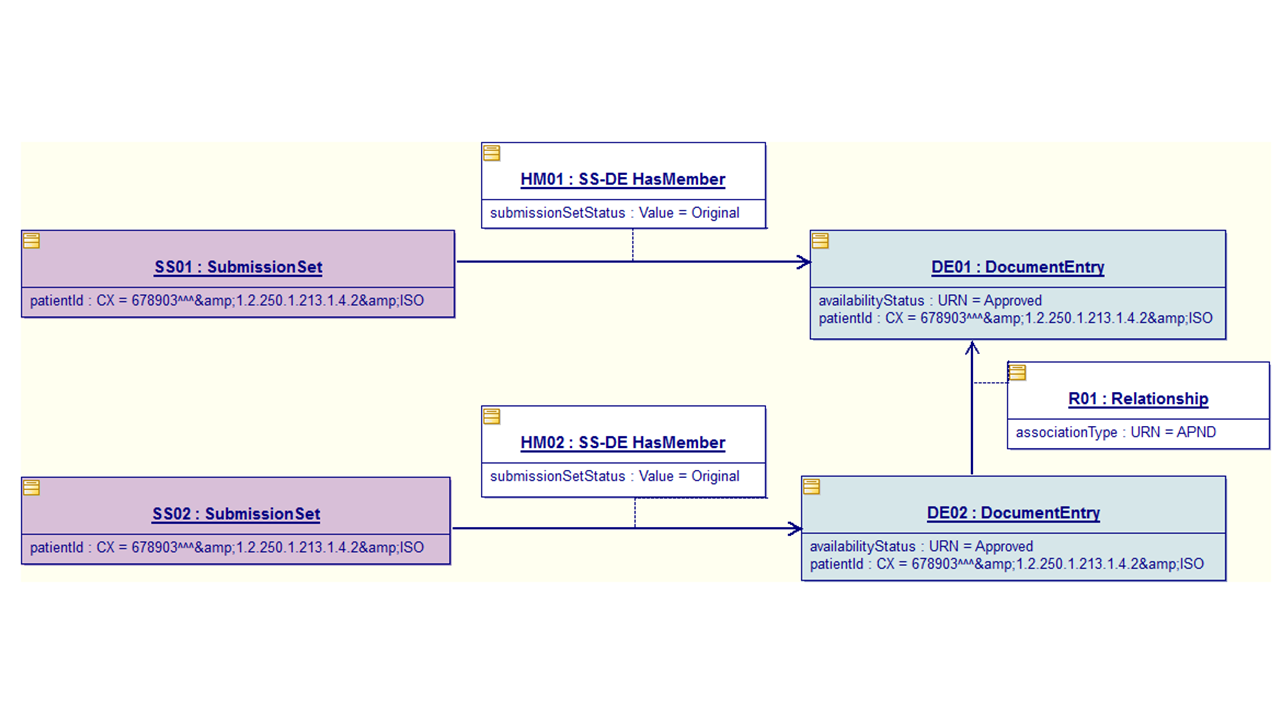 HM01 : SS-DE HasMember
submissionSetStatus : Value = Original
SS01 : SubmissionSet
patientId : CX = 678903^^^&amp;1.2.250.1.213.1.4.2&amp;ISO
DE01 : DocumentEntry
availabilityStatus : URN = Approved
patientId : CX = 678903^^^&amp;1.2.250.1.213.1.4.2&amp;ISO
R01 : Relationship
associationType : URN = APND
HM02 : SS-DE HasMember
submissionSetStatus : Value = Original
SS02 : SubmissionSet
patientId : CX = 678903^^^&amp;1.2.250.1.213.1.4.2&amp;ISO
DE02 : DocumentEntry
availabilityStatus : URN = Approved
patientId : CX = 678903^^^&amp;1.2.250.1.213.1.4.2&amp;ISO